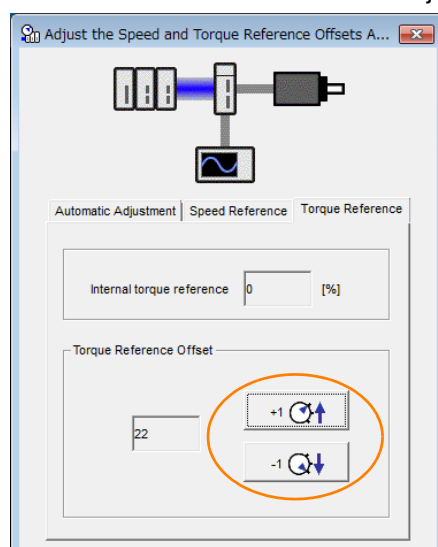 Adjust the Speed and Torque Reference Offsets A...
Automatic Adjustment Speed Reference Torque Reference
Internal torque reference 0 [%]
Torque Reference Offset
+1
22
-1